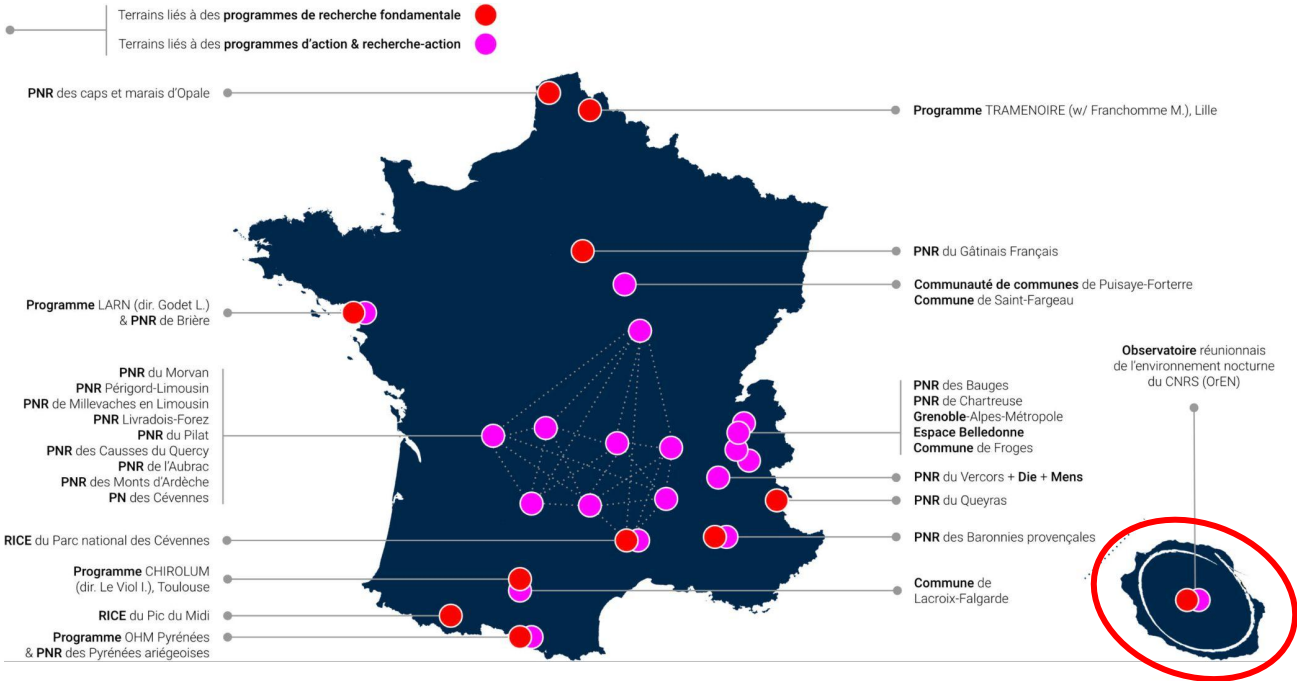 Terrains liés à des programmes de recherche fondamentale
Terrains liés à des programmes d'action & recherche-action
PNR des caps et marais d'Opale
Programme TRAMENOIRE (w/ Franchomme M.), Lille
PNR du Gâtinais Français
Communauté de communes de Puisaye-Forterre
Commune de Saint-Fargeau
Programme LARN (dir. Godet L.)
& PNR de Brière
Observatoire réunionnais
de l'environnement nocturne
du CNRS (OrEN)
PNR du Morvan
PNR Périgord-Limousin
PNR de Millevaches en Limousin
PNR Livradois-Forez
PNR du Pilat
PNR des Causses du Quercy
PNR de l'Aubrac
PNR des Monts d'Ardèche
PN des Cévennes
PNR des Bauges
PNR de Chartreuse
Grenoble-Alpes-Métropole
Espace Belledonne
Commune de Froges
PNR du Vercors + Die + Mens
PNR du Queyras
RICE du Parc national des Cévennes
PNR des Baronnies provençales
Programme CHIROLUM
(dir. Le Viol I.), Toulouse
Commune de
Lacroix-Falgarde
RICE du Pic du Midi
Programme OHM Pyrénées
& PNR des Pyrénées ariégeoises